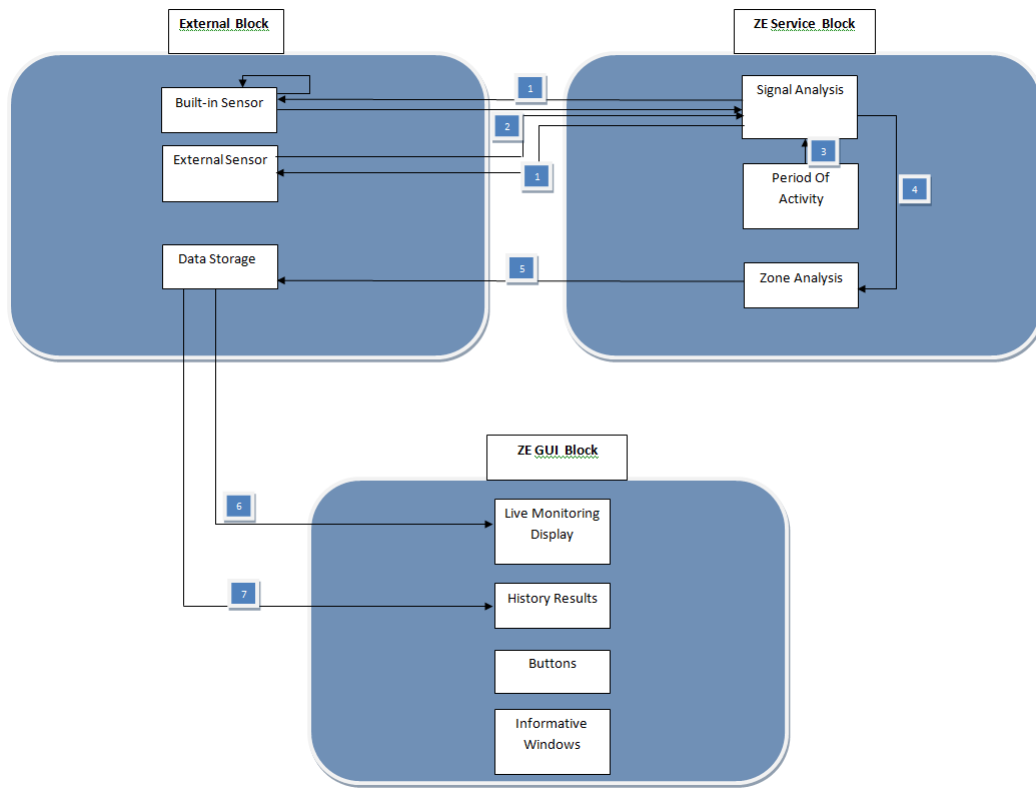 External Block
ZE Service Block
Built-in Sensor
External Sensor
Data Storage
1
2
1
Signal Analysis
3
Period Of
Activity
4
Zone Analysis
5
ZE GUI Block
6
Live Monitoring
Display
7
History Results
Buttons
Informative
Windows